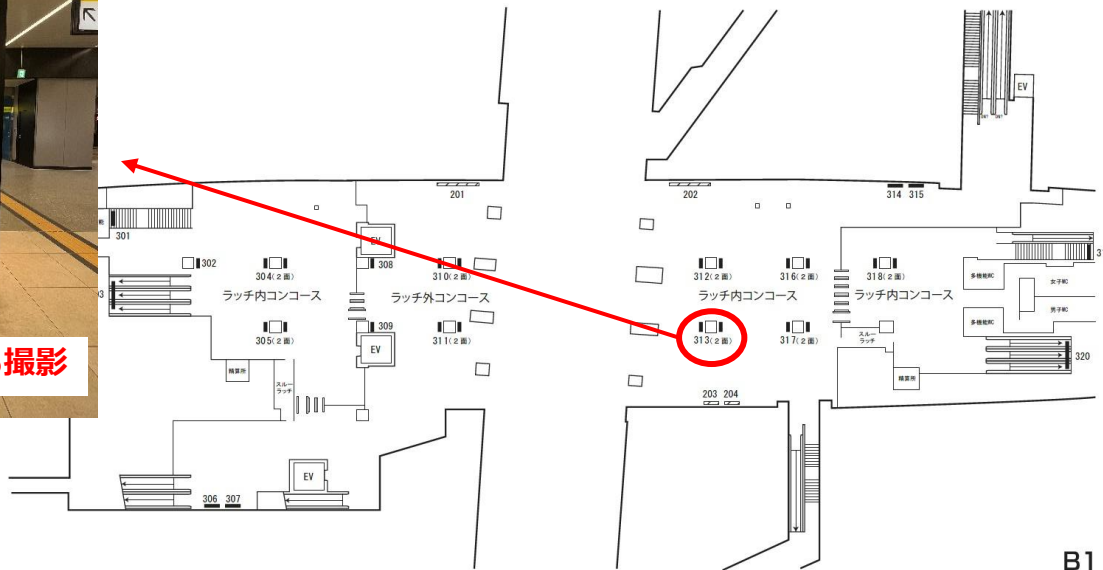 撮影
EV
201
202
314 315
301
302
EV
304(2面)
308
310(2面)
312(2面)
316(2面)
318(2面)
多機能WC
女子WC
ラッチ内コンコース
ラッチ外コンコース
ラッチ内コンコース
ラッチ内コンコース
男子WC
多機能WC
305(2面)
309
311(2面)
313(2面)
317(2面)
スルー
ラッチ
EV
320
精算所
精算所
スルー
ラッチ
203 204
EV
306 307
B1